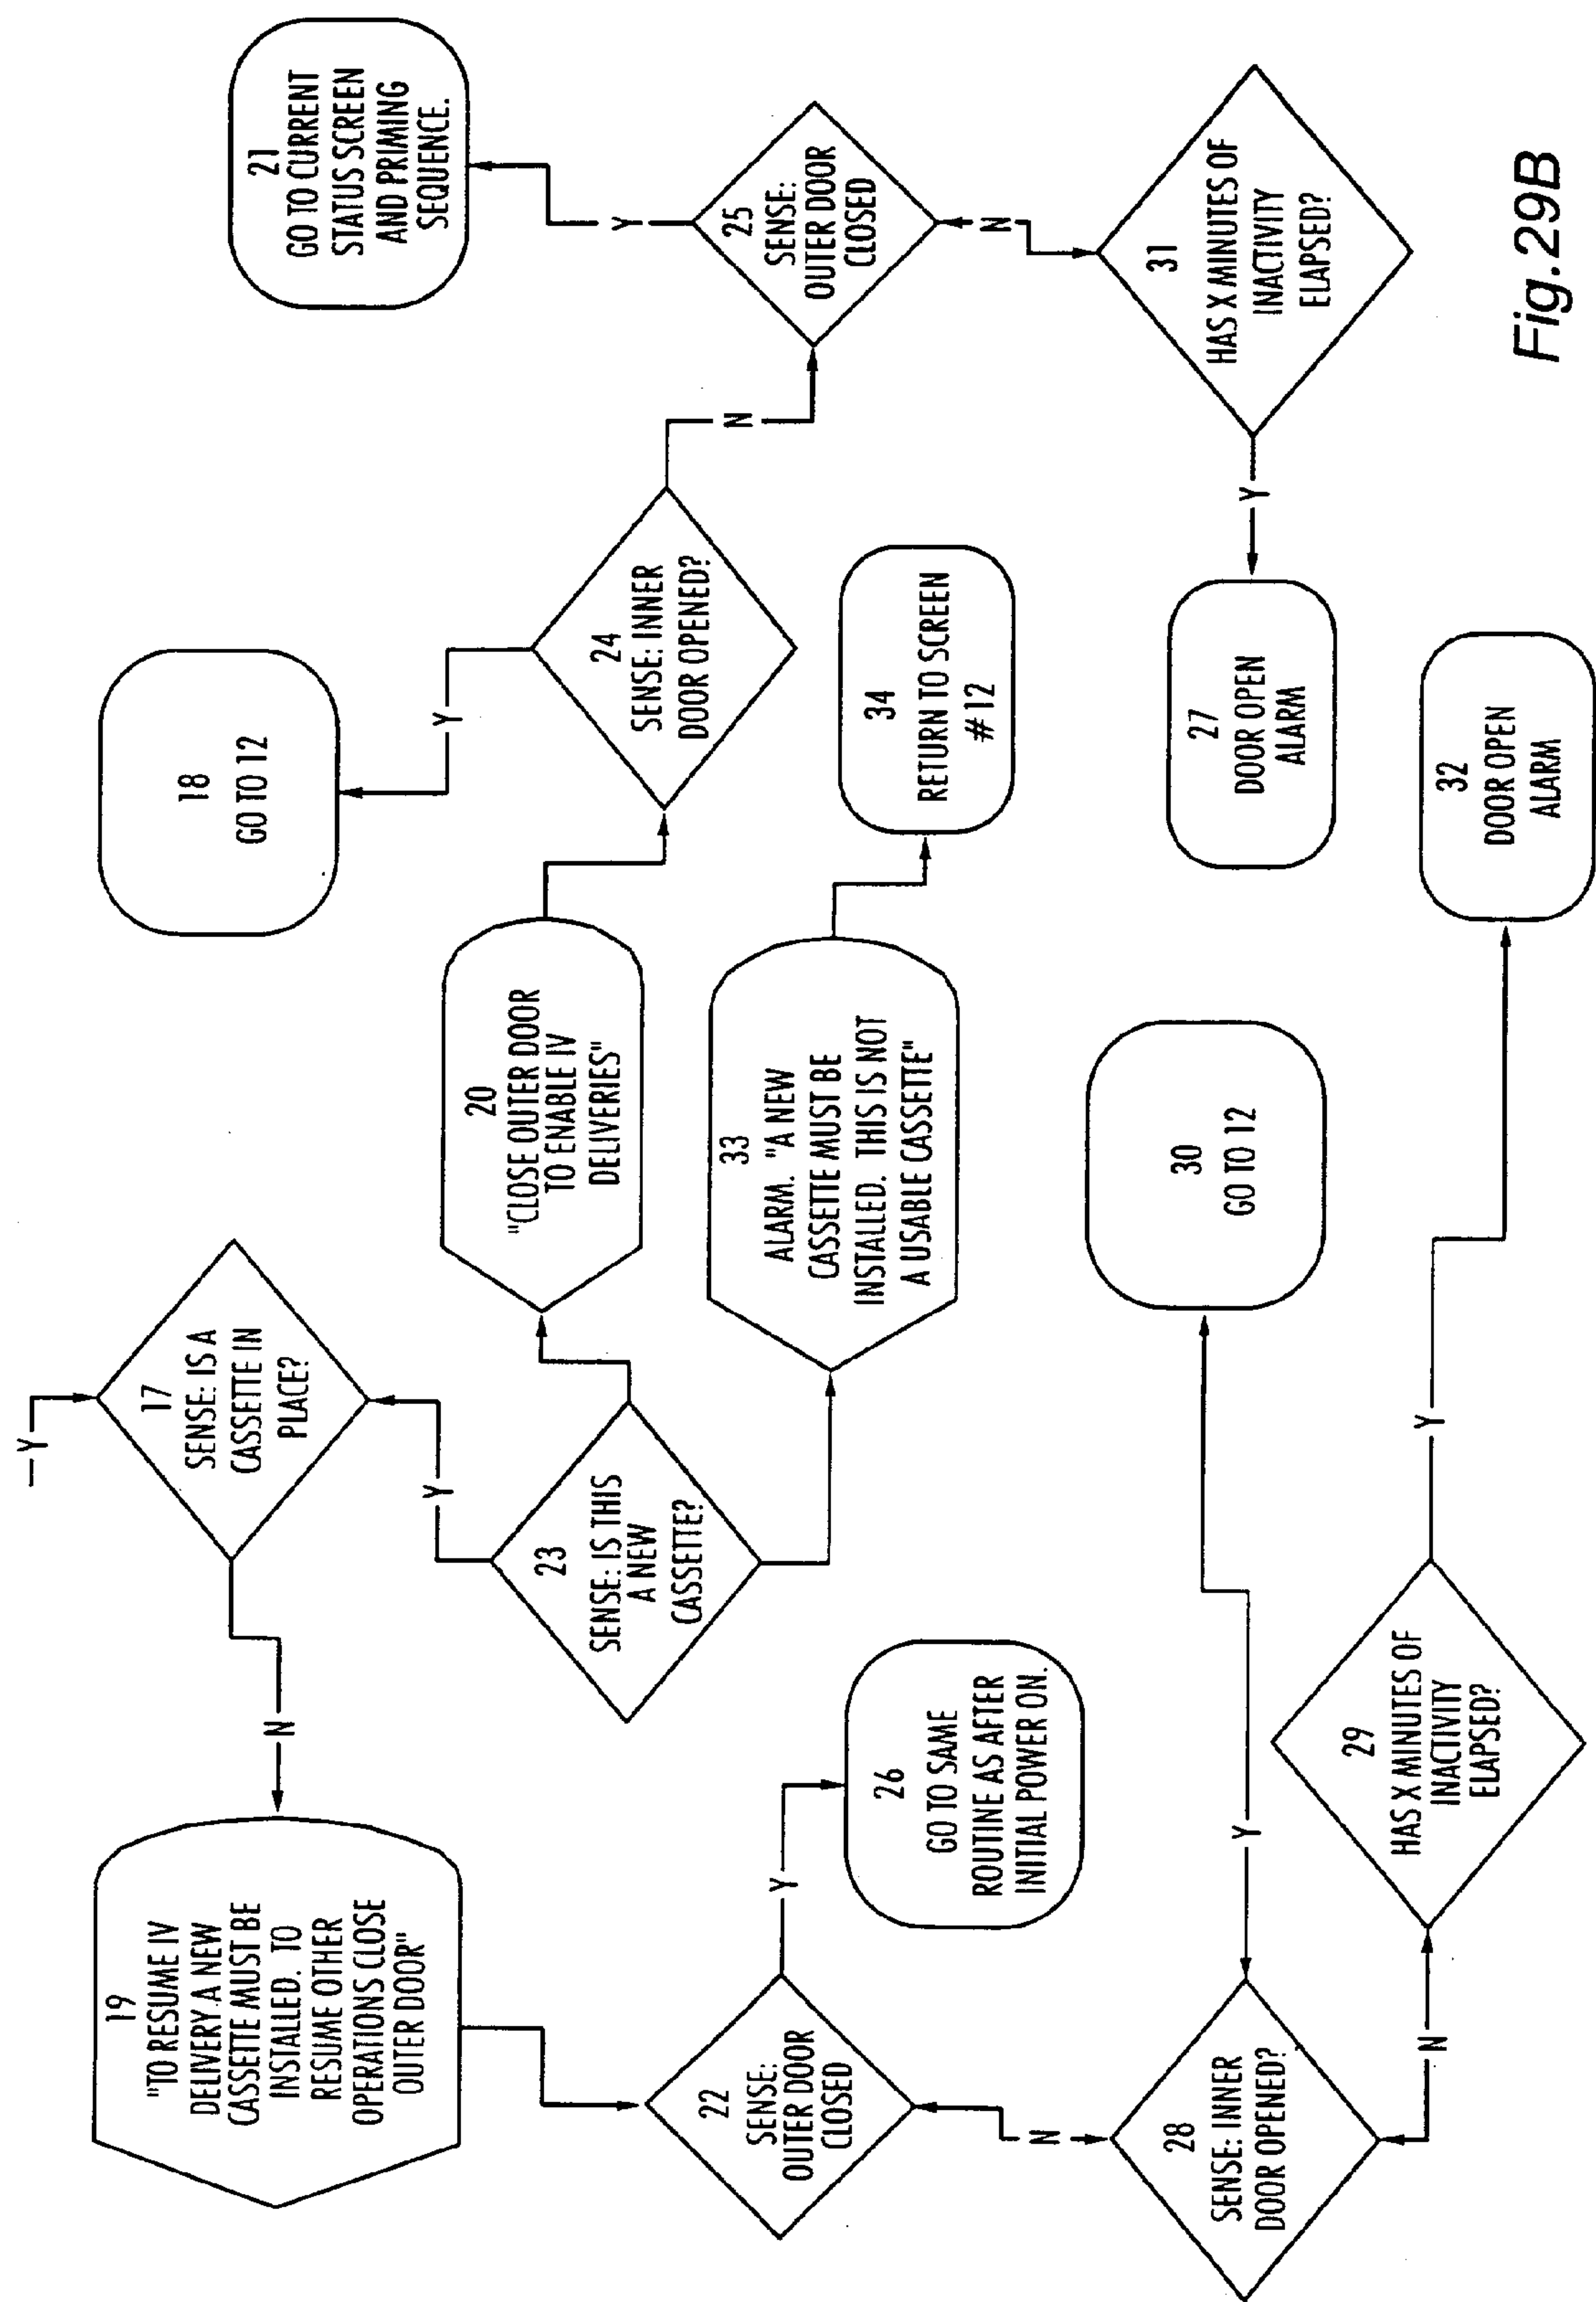 – Y
17
SENSE: IS A
CASSETTE IN
PLACE?
N
19
"TO RESUME IV
DELIVERY A NEW
CASSETTE MUST BE
INSTALLED. TO
RESUME OTHER
OPERATIONS CLOSE
OUTER DOOR"
Y
23
SENSE: IS THIS
A NEW
CASSETTE?
20
"CLOSE OUTER DOOR
TO ENABLE IV
DELIVERIES"
18
GO TO 12
Y
24
SENSE: INNER
DOOR OPENED?
N
21
GO TO CURRENT
STATUS SCREEN
AND PRIMING
SEQUENCE.
Y
25
SENSE:
OUTER DOOR
CLOSED
N
33
ALARM. "A NEW
CASSETTE MUST BE
INSTALLED. THIS IS NOT
A USABLE CASSETTE"
34
RETURN TO SCREEN
#12
22
SENSE:
OUTER DOOR
CLOSED
Y
26
GO TO SAME
ROUTINE AS AFTER
INITIAL POWER ON.
N
28
SENSE: INNER
DOOR OPENED?
Y
30
GO TO 12
N
29
HAS X MINUTES OF
INACTIVITY
ELAPSED?
Y
32
DOOR OPEN
ALARM
27
DOOR OPEN
ALARM
Y
31
HAS X MINUTES OF
INACTIVITY
ELAPSED?
Fig.29B